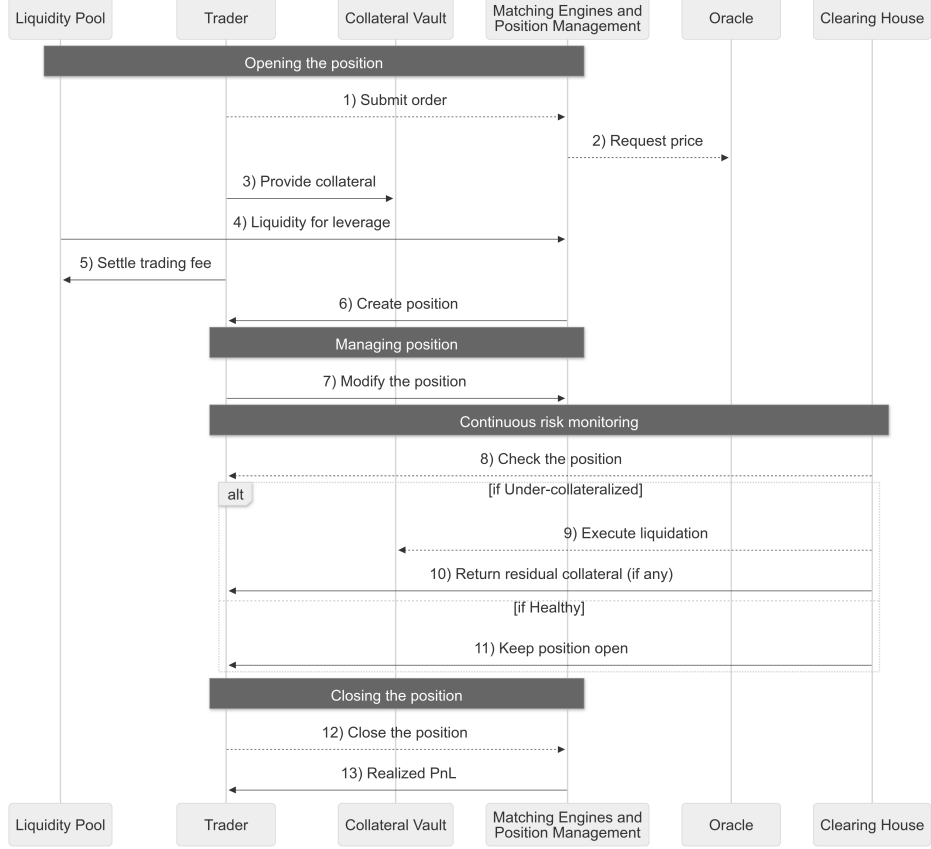 Liquidity Pool
Trader
Collateral Vault
Matching Engines and
Position Management
Oracle
Clearing House
Opening the position
1) Submit order
2) Request price
3) Provide collateral
4) Liquidity for leverage
5) Settle trading fee
6) Create position
Managing position
7) Modify the position
Continuous risk monitoring
8) Check the position
alt
[if Under-collateralized]
9) Execute liquidation
10) Return residual collateral (if any)
[if Healthy]
11) Keep position open
Closing the position
12) Close the position
13) Realized PnL
Liquidity Pool
Trader
Collateral Vault
Matching Engines and
Position Management
Oracle
Clearing House